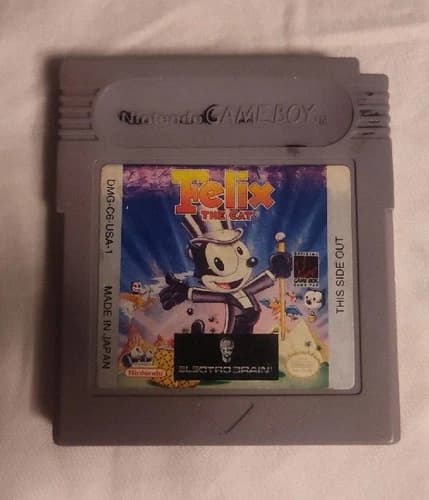 Nintendo GAME BOY
DMG-C6-USA-1
MADE IN JAPAN
Felix
THE CAT
THIS SIDE OUT
Nintendo
ELECTRO BRAIN